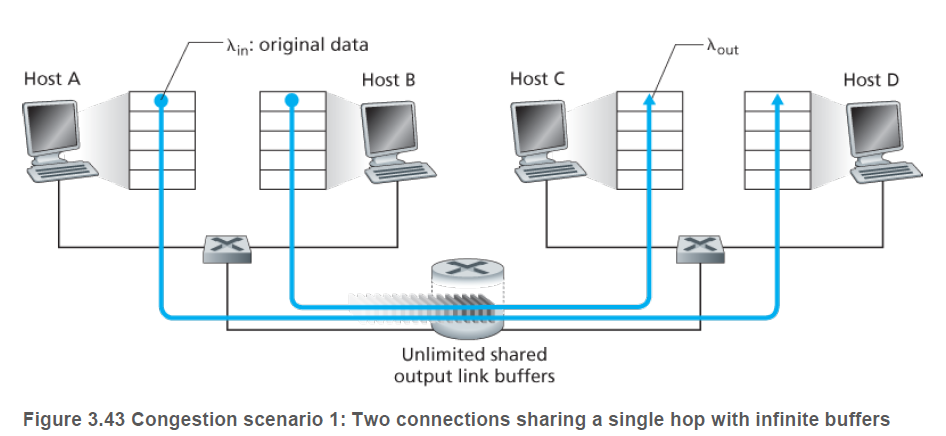 λin: original data
λout
Host A
Host B
Host C
Host D
Unlimited shared
output link buffers
Figure 3.43 Congestion scenario 1: Two connections sharing a single hop with infinite buffers